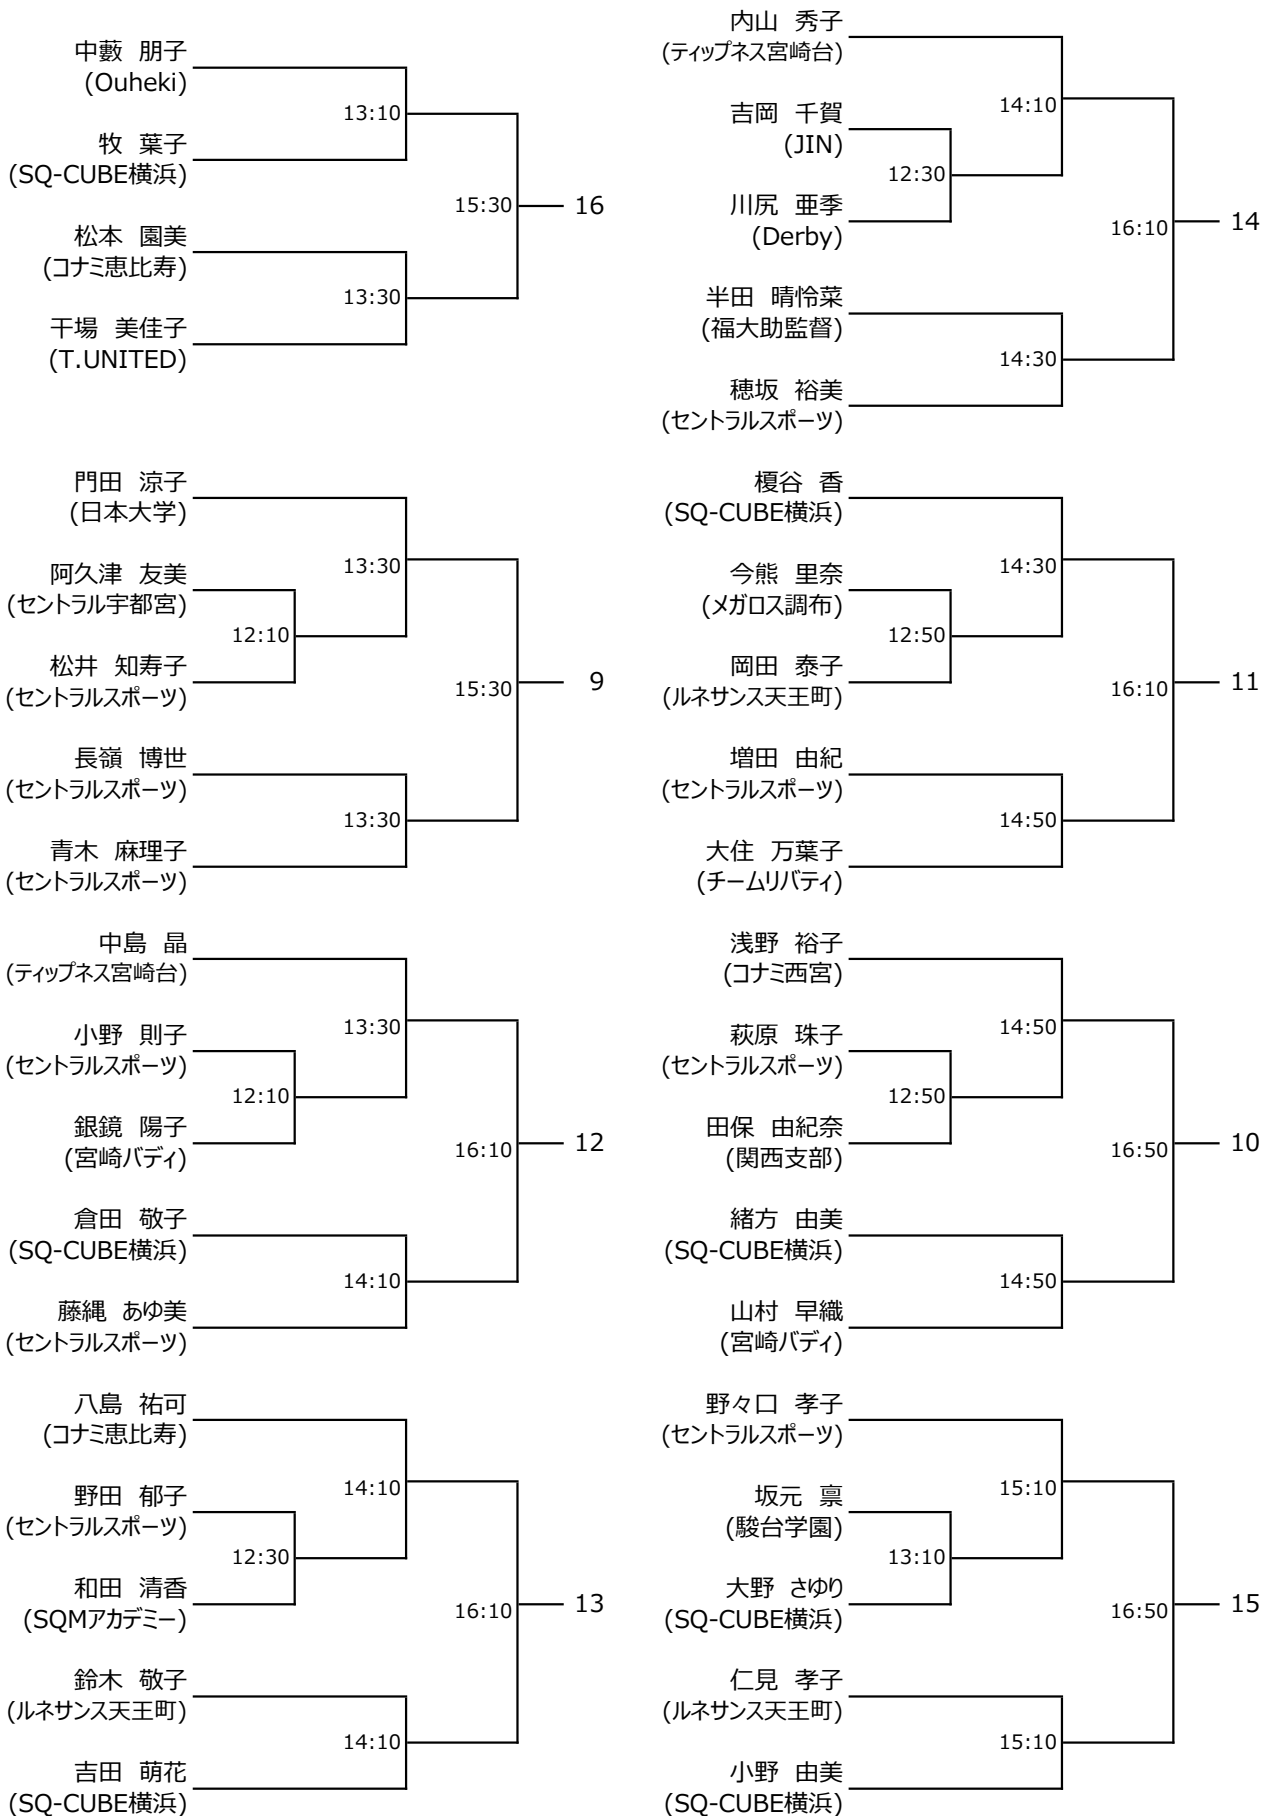 中藪 朋子
(Ouheki)
13:10
牧 葉子
(SQ-CUBE横浜)
15:30
16
松本 園美
(コナミ恵比寿)
13:30
干場 美佳子
(T.UNITED)
門田 涼子
(日本大学)
13:30
阿久津 友美
(セントラル宇都宮)
12:10
松井 知寿子
(セントラルスポーツ)
15:30
9
長嶺 博世
(セントラルスポーツ)
13:30
青木 麻理子
(セントラルスポーツ)
中島 晶
(ティップネス宮崎台)
13:30
小野 則子
(セントラルスポーツ)
12:10
銀鏡 陽子
(宮崎バディ)
16:10
12
倉田 敬子
(SQ-CUBE横浜)
14:10
藤縄 あゆ美
(セントラルスポーツ)
八島 祐可
(コナミ恵比寿)
14:10
野田 郁子
(セントラルスポーツ)
12:30
和田 清香
(SQMアカデミー)
16:10
13
鈴木 敬子
(ルネサンス天王町)
14:10
吉田 萌花
(SQ-CUBE横浜)
内山 秀子
(ティップネス宮崎台)
14:10
吉岡 千賀
(JIN)
12:30
川尻 亜季
(Derby)
16:10
14
半田 晴怜菜
(福大助監督)
14:30
穂坂 裕美
(セントラルスポーツ)
榎谷 香
(SQ-CUBE横浜)
14:30
今熊 里奈
(メガロス調布)
12:50
岡田 泰子
(ルネサンス天王町)
16:10
11
増田 由紀
(セントラルスポーツ)
14:50
大住 万葉子
(チームリバティ)
浅野 裕子
(コナミ西宮)
14:50
萩原 珠子
(セントラルスポーツ)
12:50
田保 由紀奈
(関西支部)
16:50
10
緒方 由美
(SQ-CUBE横浜)
14:50
山村 早織
(宮崎バディ)
野々口 孝子
(セントラルスポーツ)
15:10
坂元 禀
(駿台学園)
13:10
大野 さゆり
(SQ-CUBE横浜)
16:50
15
仁見 孝子
(ルネサンス天王町)
15:10
小野 由美
(SQ-CUBE横浜)